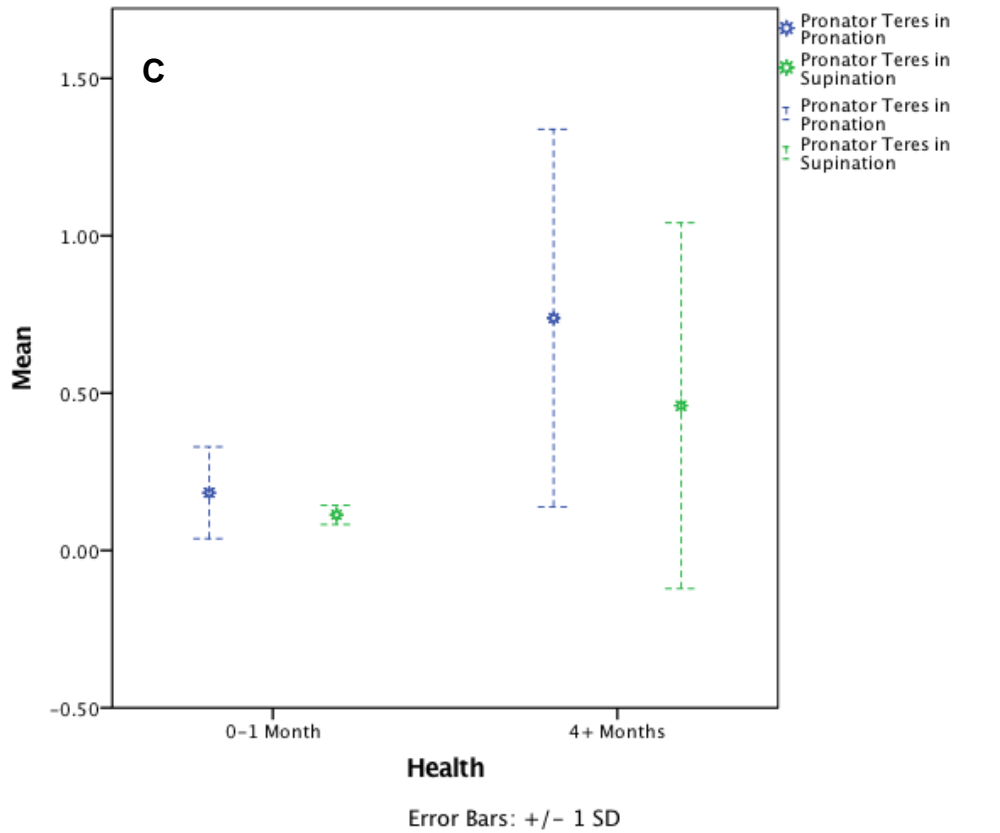 C
Pronator Teres in
Pronation
Pronator Teres in
Supination
Pronator Teres in
Pronation
Pronator Teres in
Supination
Mean
1.50
1.00
0.50
0.00
-0.50
0-1 Month
4+ Months
Health
Error Bars: +/- 1 SD